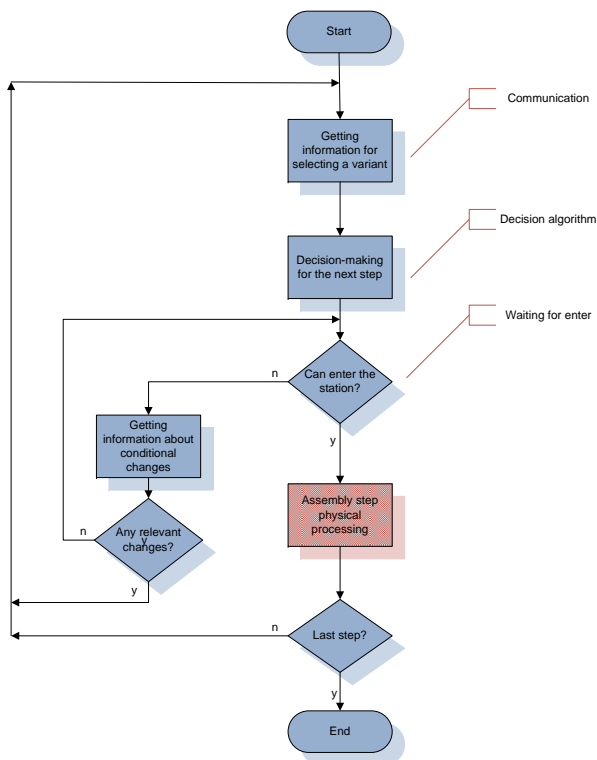 Start
Communication
Getting
information for
selecting a variant
Decision algorithm
Decision-making
for the next step
Waiting for enter
Can enter the
station?
n
y
Getting
information about
conditional
changes
Assembly step
physical
processing
Any relevant
changes?
y
n
y
Last step?
n
y
End